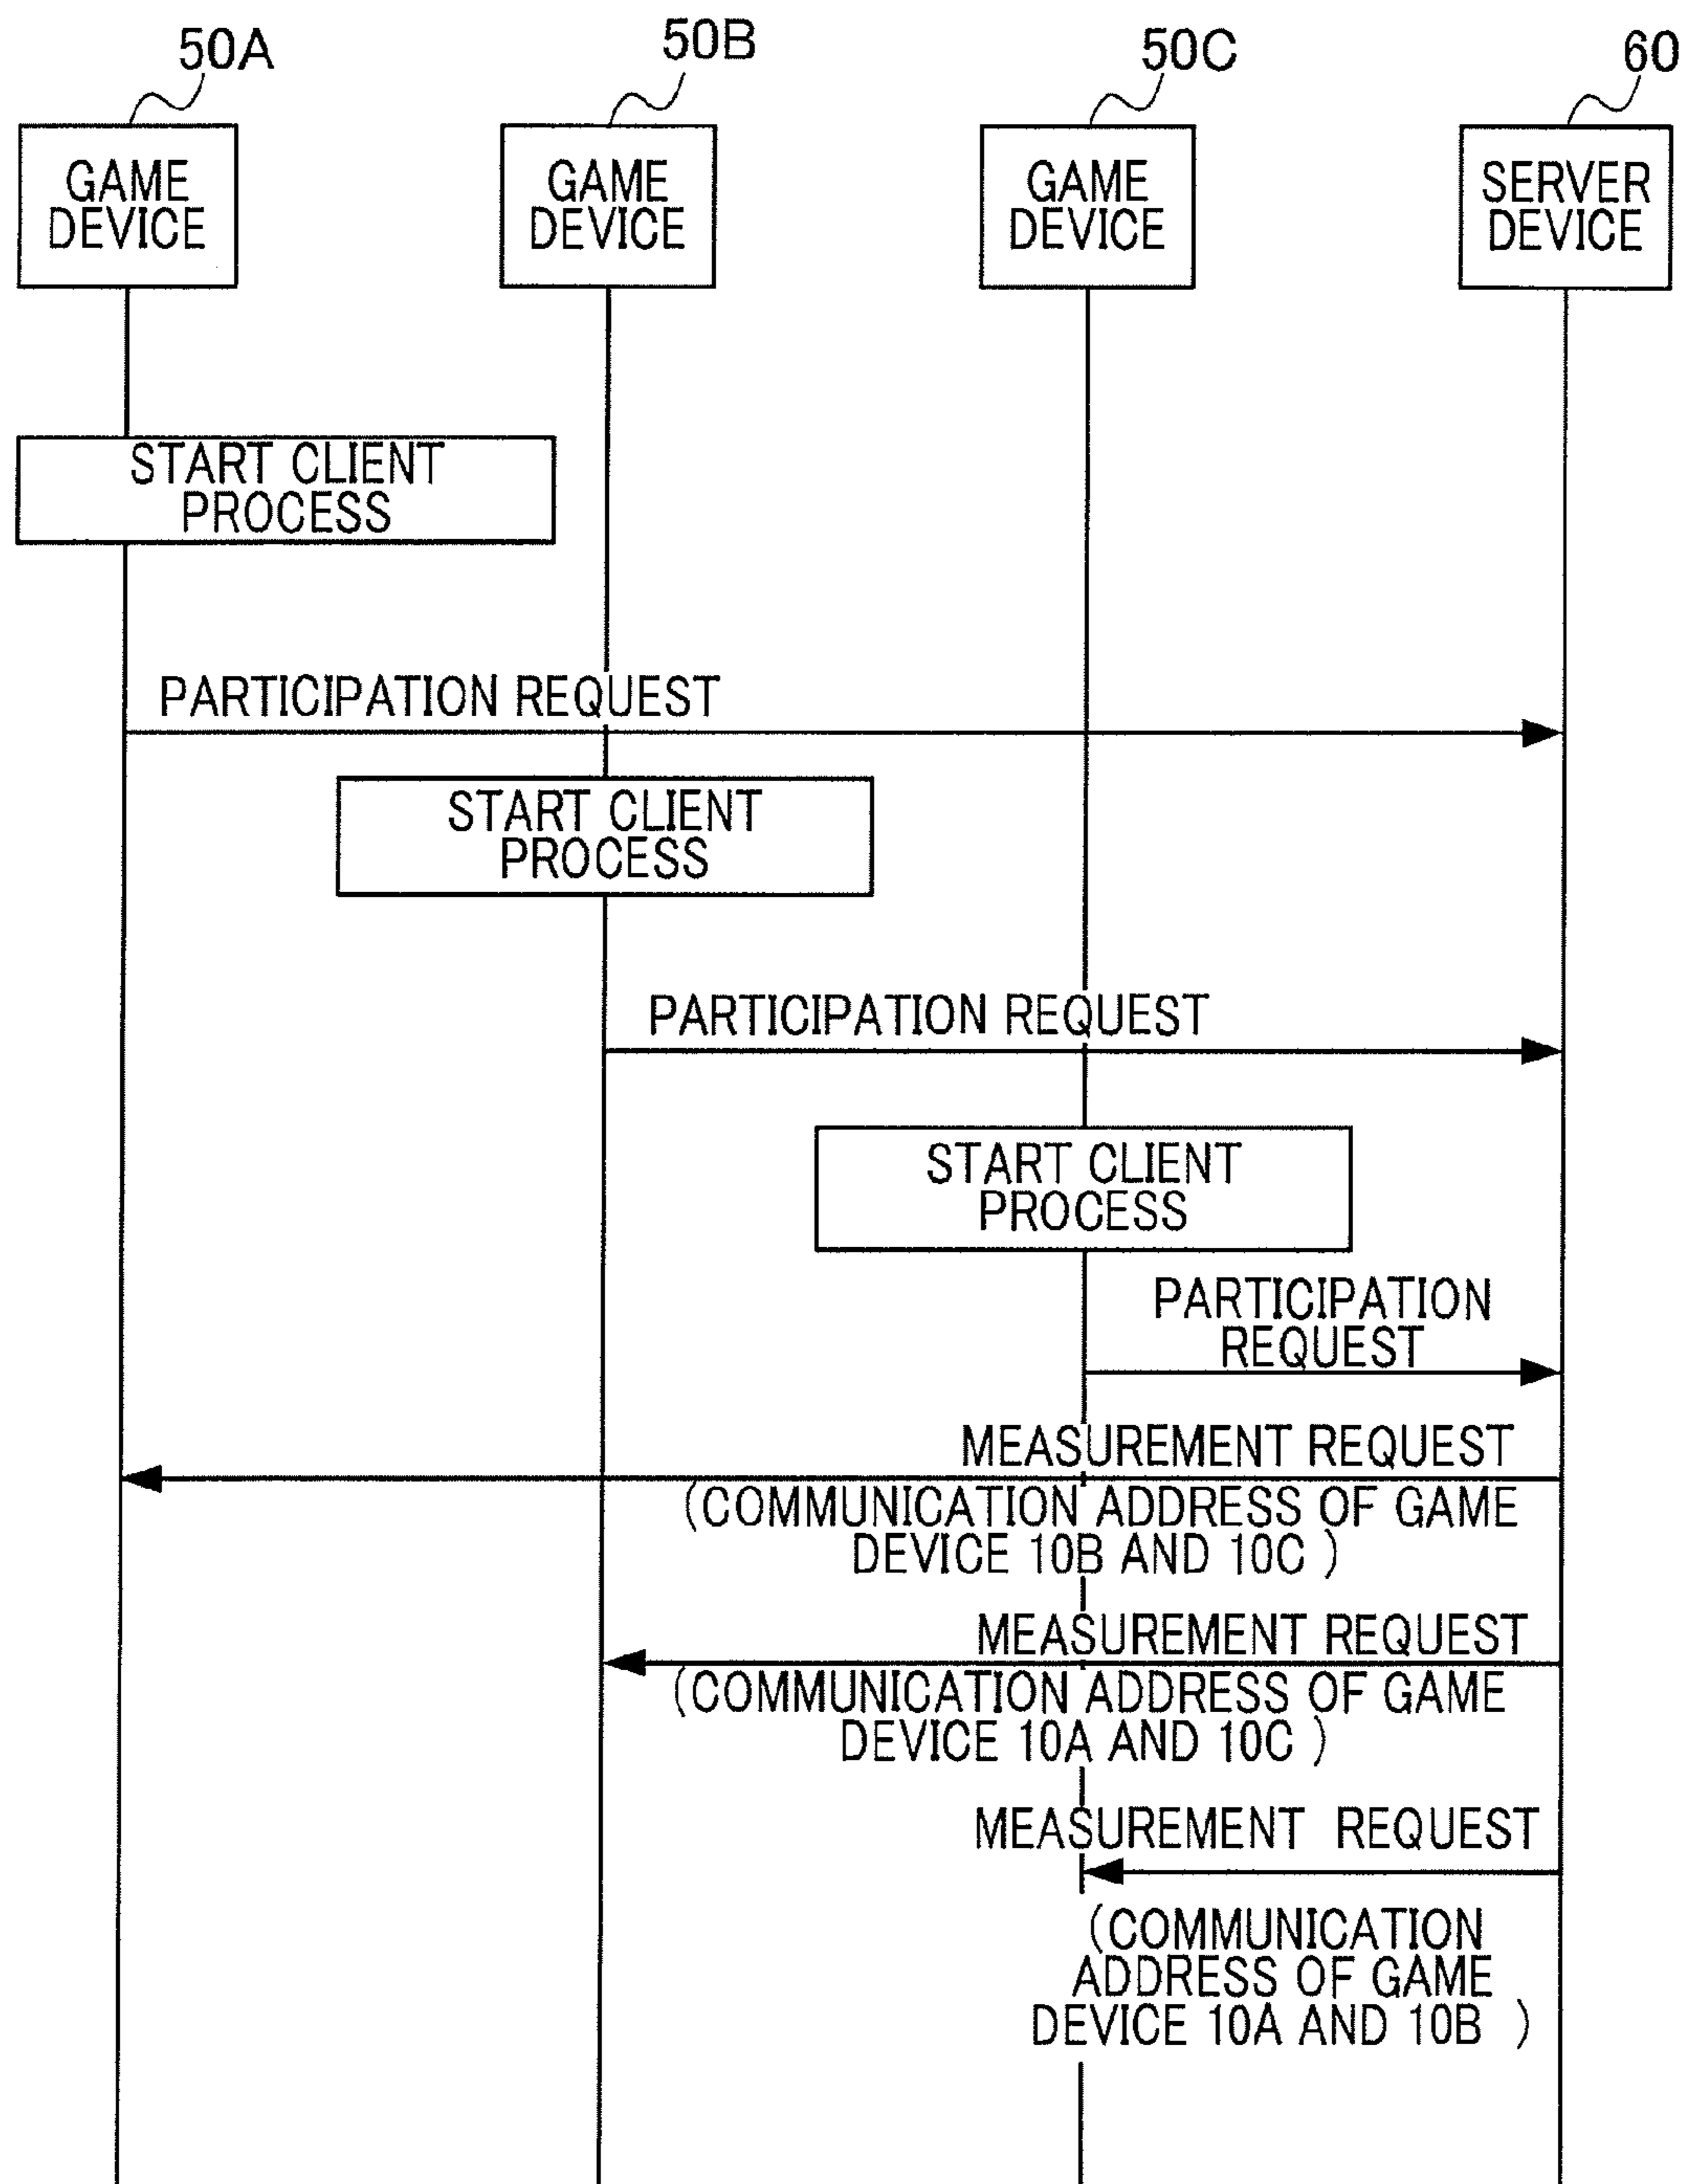 50A
50B
50C
60
GAME
DEVICE
GAME
DEVICE
GAME
DEVICE
SERVER
DEVICE
START CLIENT
PROCESS
PARTICIPATION REQUEST
START CLIENT
PROCESS
PARTICIPATION REQUEST
START CLIENT
PROCESS
PARTICIPATION
REQUEST
MEASUREMENT REQUEST
(COMMUNICATION ADDRESS OF GAME
DEVICE 10B AND 10C )
MEASUREMENT REQUEST
(COMMUNICATION ADDRESS OF GAME
DEVICE 10A AND 10C )
MEASUREMENT REQUEST
(COMMUNICATION
ADDRESS OF GAME
DEVICE 10A AND 10B )